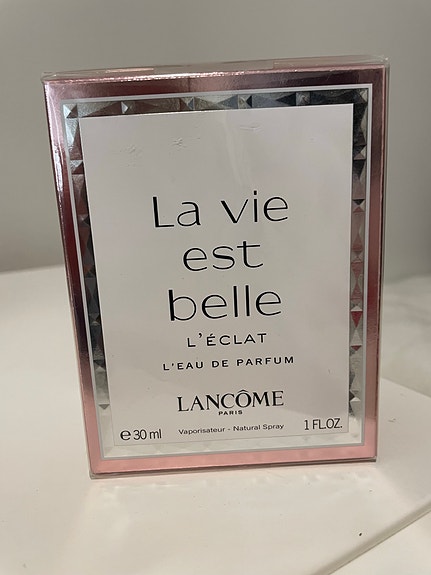 La vie
est
belle
L'ÉCLAT
L'EAU DE PARFUM
LANCÔME
PARIS
℮30 ml Vaporisateur - Natural Spray 1 FL.OZ.